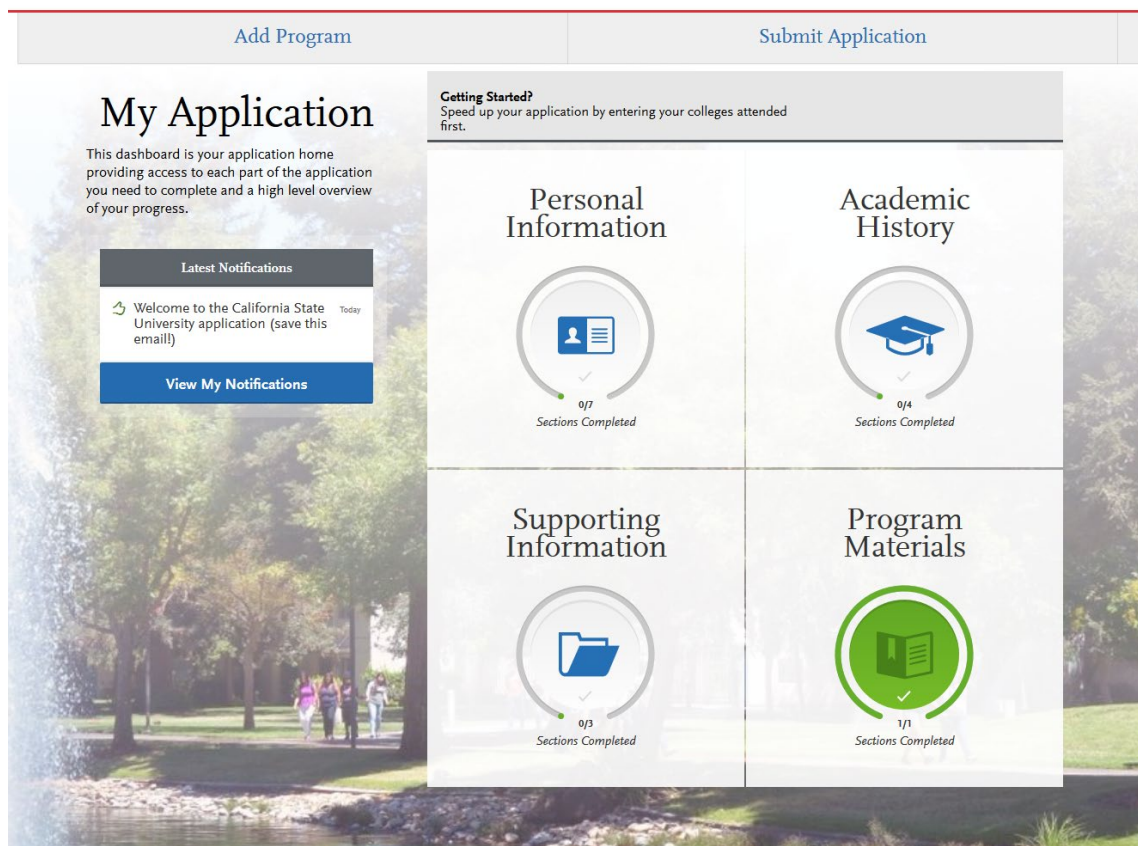 Add Program
Submit Application
My Application
This dashboard is your application home
providing access to each part of the application
you need to complete and a high level overview
of your progress.
Latest Notifications
Welcome to the California State
University application (save this
email!)
Today
View My Notifications
Getting Started?
Speed up your application by entering your colleges attended
first.
Personal
Information
0/7
Sections Completed
Academic
History
0/4
Sections Completed
Supporting
Information
0/3
Sections Completed
Program
Materials
1/1
Sections Completed